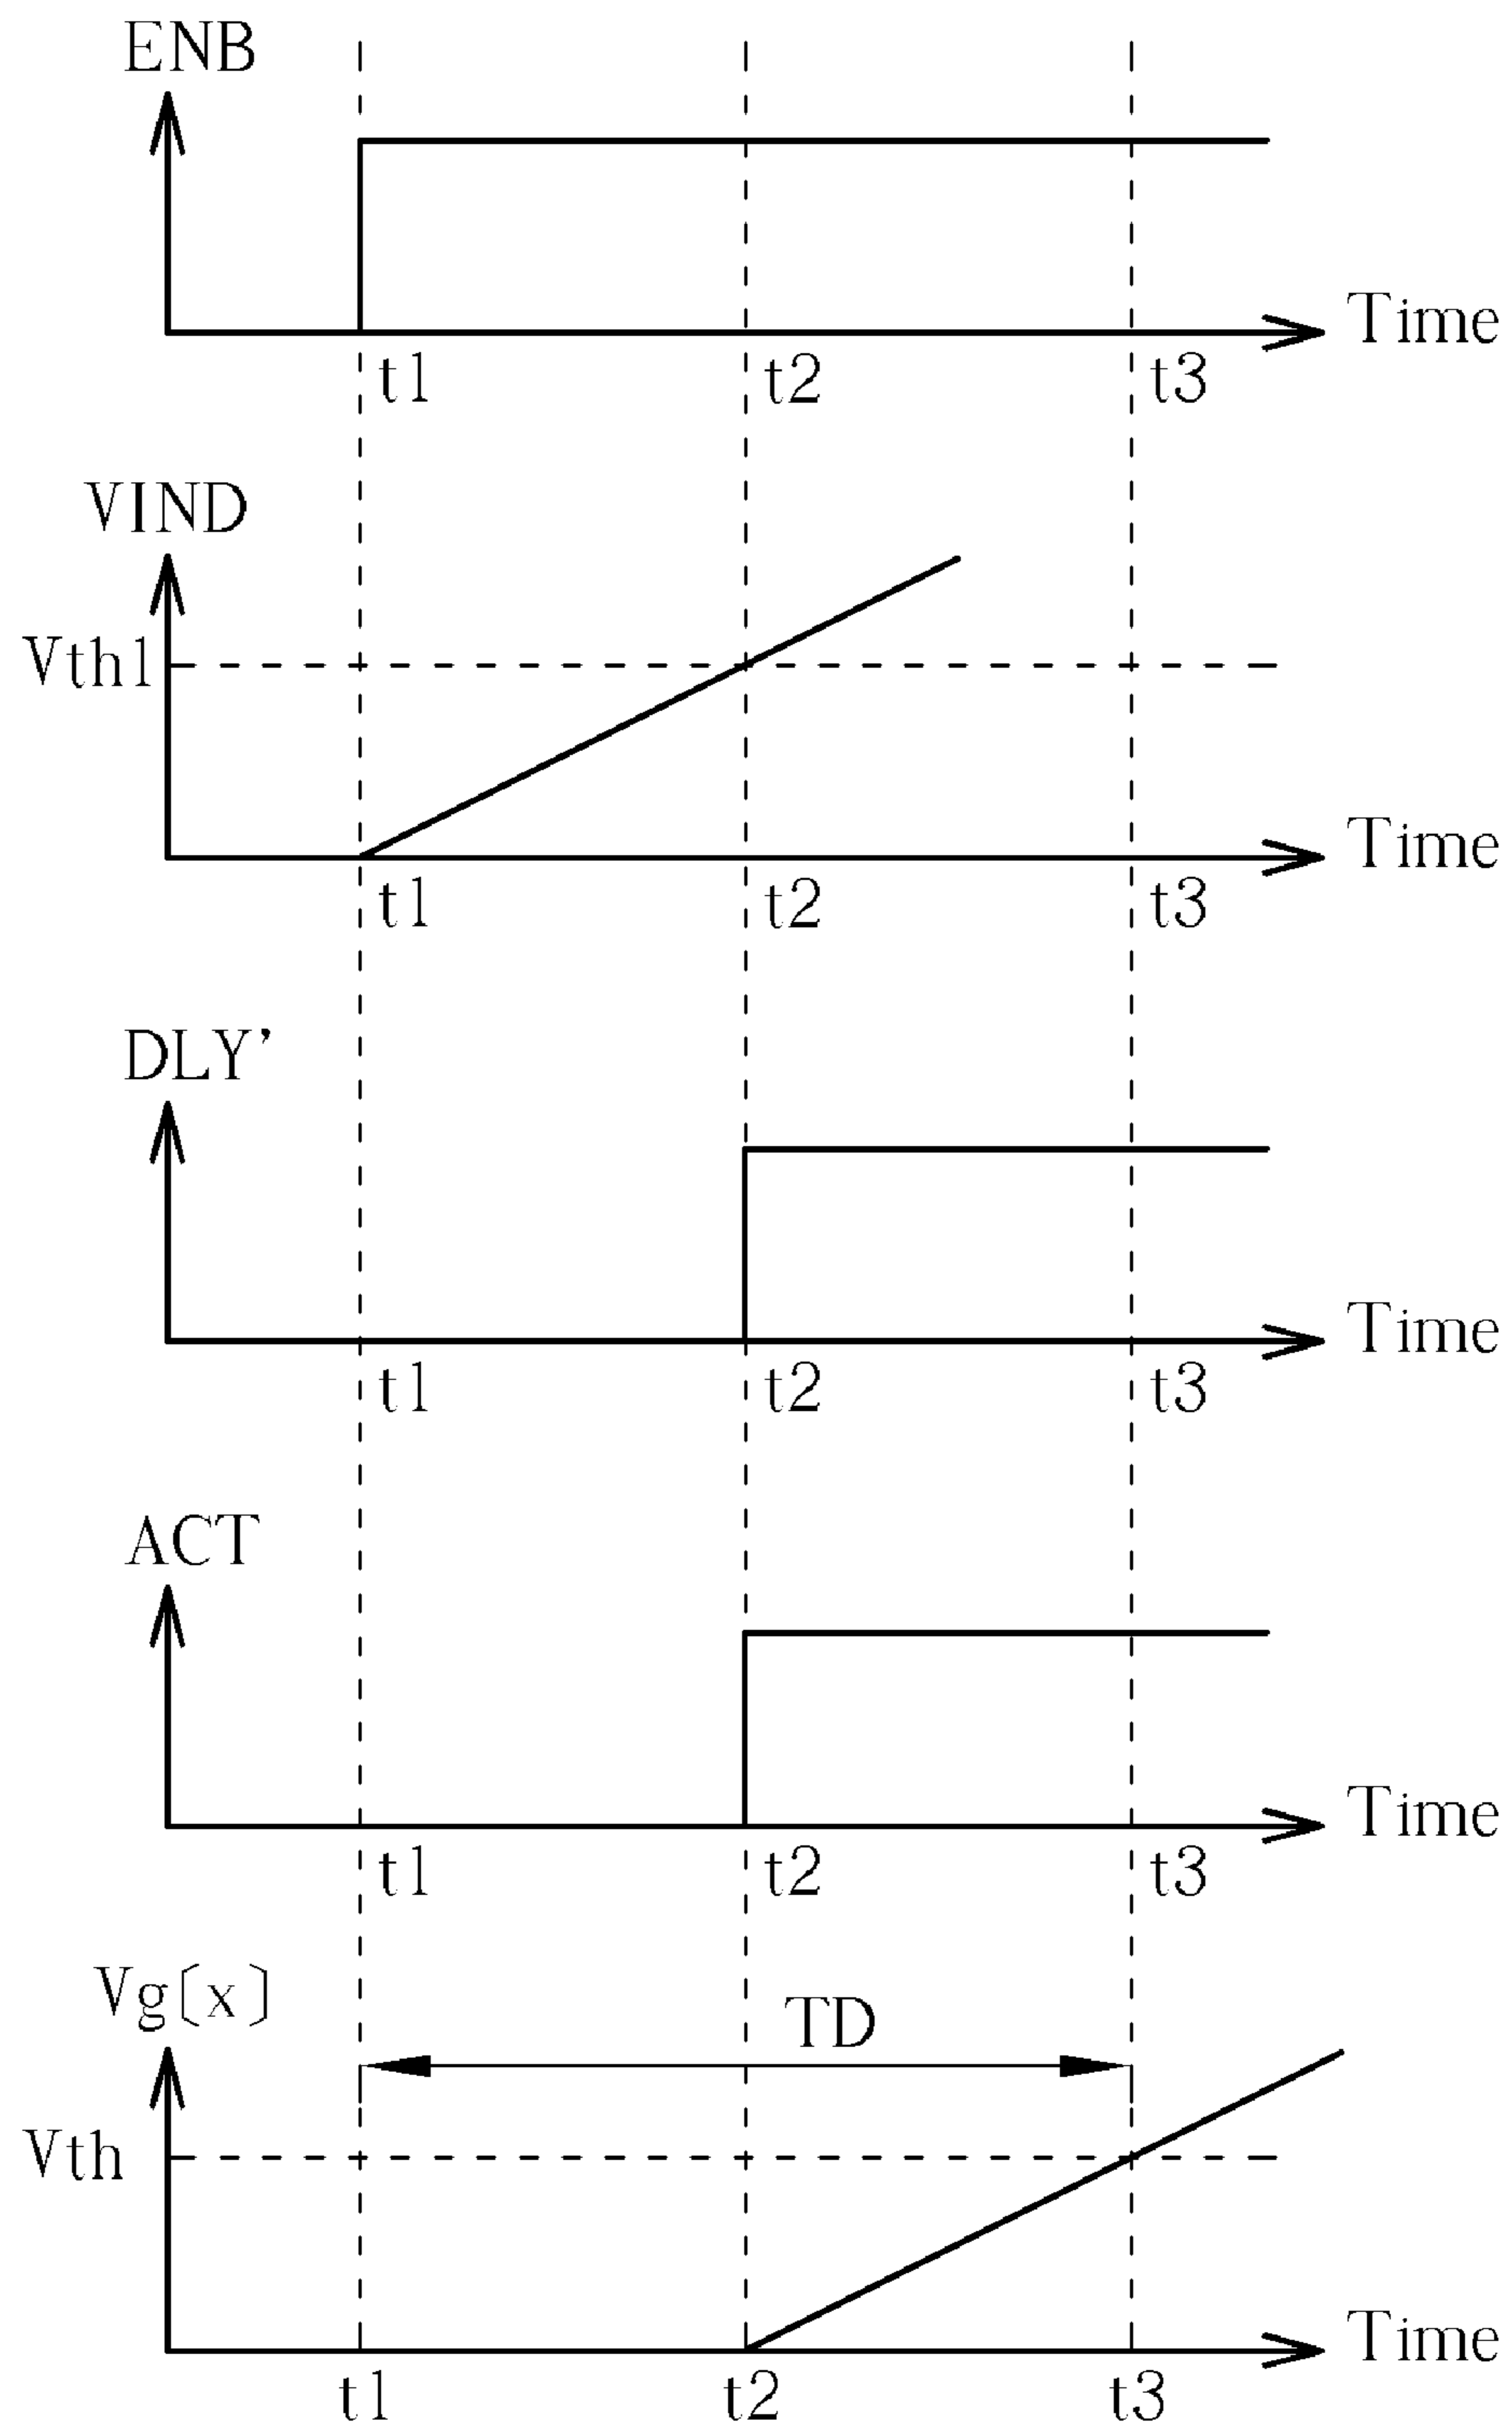 ENB
Time
t1 t2 t3
VIND
Vth1
Time
t1 t2 t3
DLY’
Time
t1 t2 t3
ACT
Time
t1 t2 t3
Vg[x]
TD
Vth
Time
t1 t2 t3